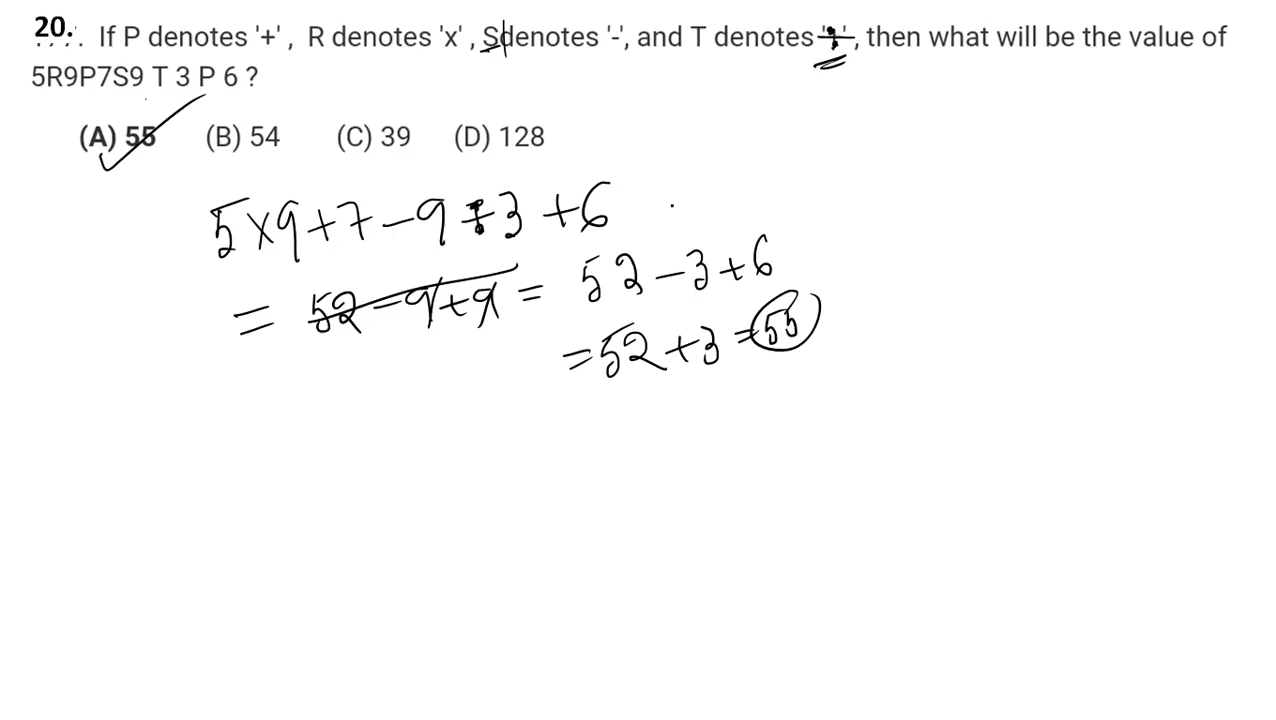 20. If P denotes '+' , R denotes 'x' , S denotes '-', and T denotes '÷', then what will be the value of
5R9P7S9 T 3 P 6 ?
(A) 55 (B) 54 (C) 39 (D) 128
5×9+7-9÷3+6
= 52-9+9 = 52-3+6
=52+3=55